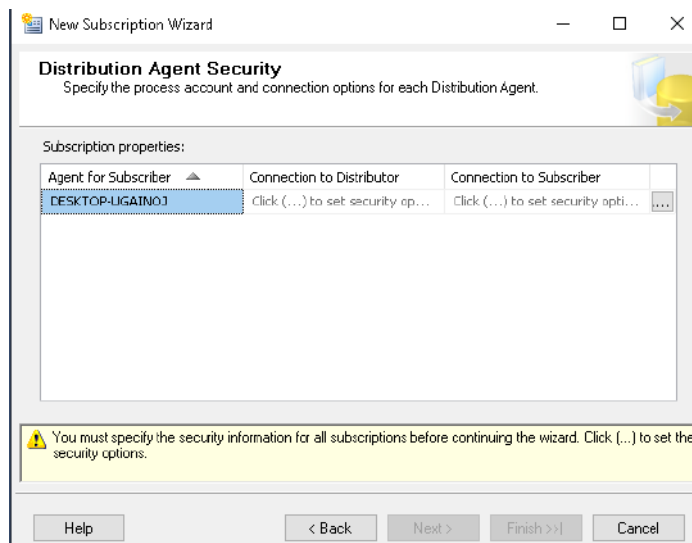 New Subscription Wizard
Distribution Agent Security
Specify the process account and connection options for each Distribution Agent.
Subscription properties:
Agent for Subscriber Connection to Distributor Connection to Subscriber
DESKTOP-UGAINOJ Click (...) to set security op... Click (...) to set security opti... ....
You must specify the security information for all subscriptions before continuing the wizard. Click (...) to set the
security options.
Help < Back Next > Finish >>| Cancel